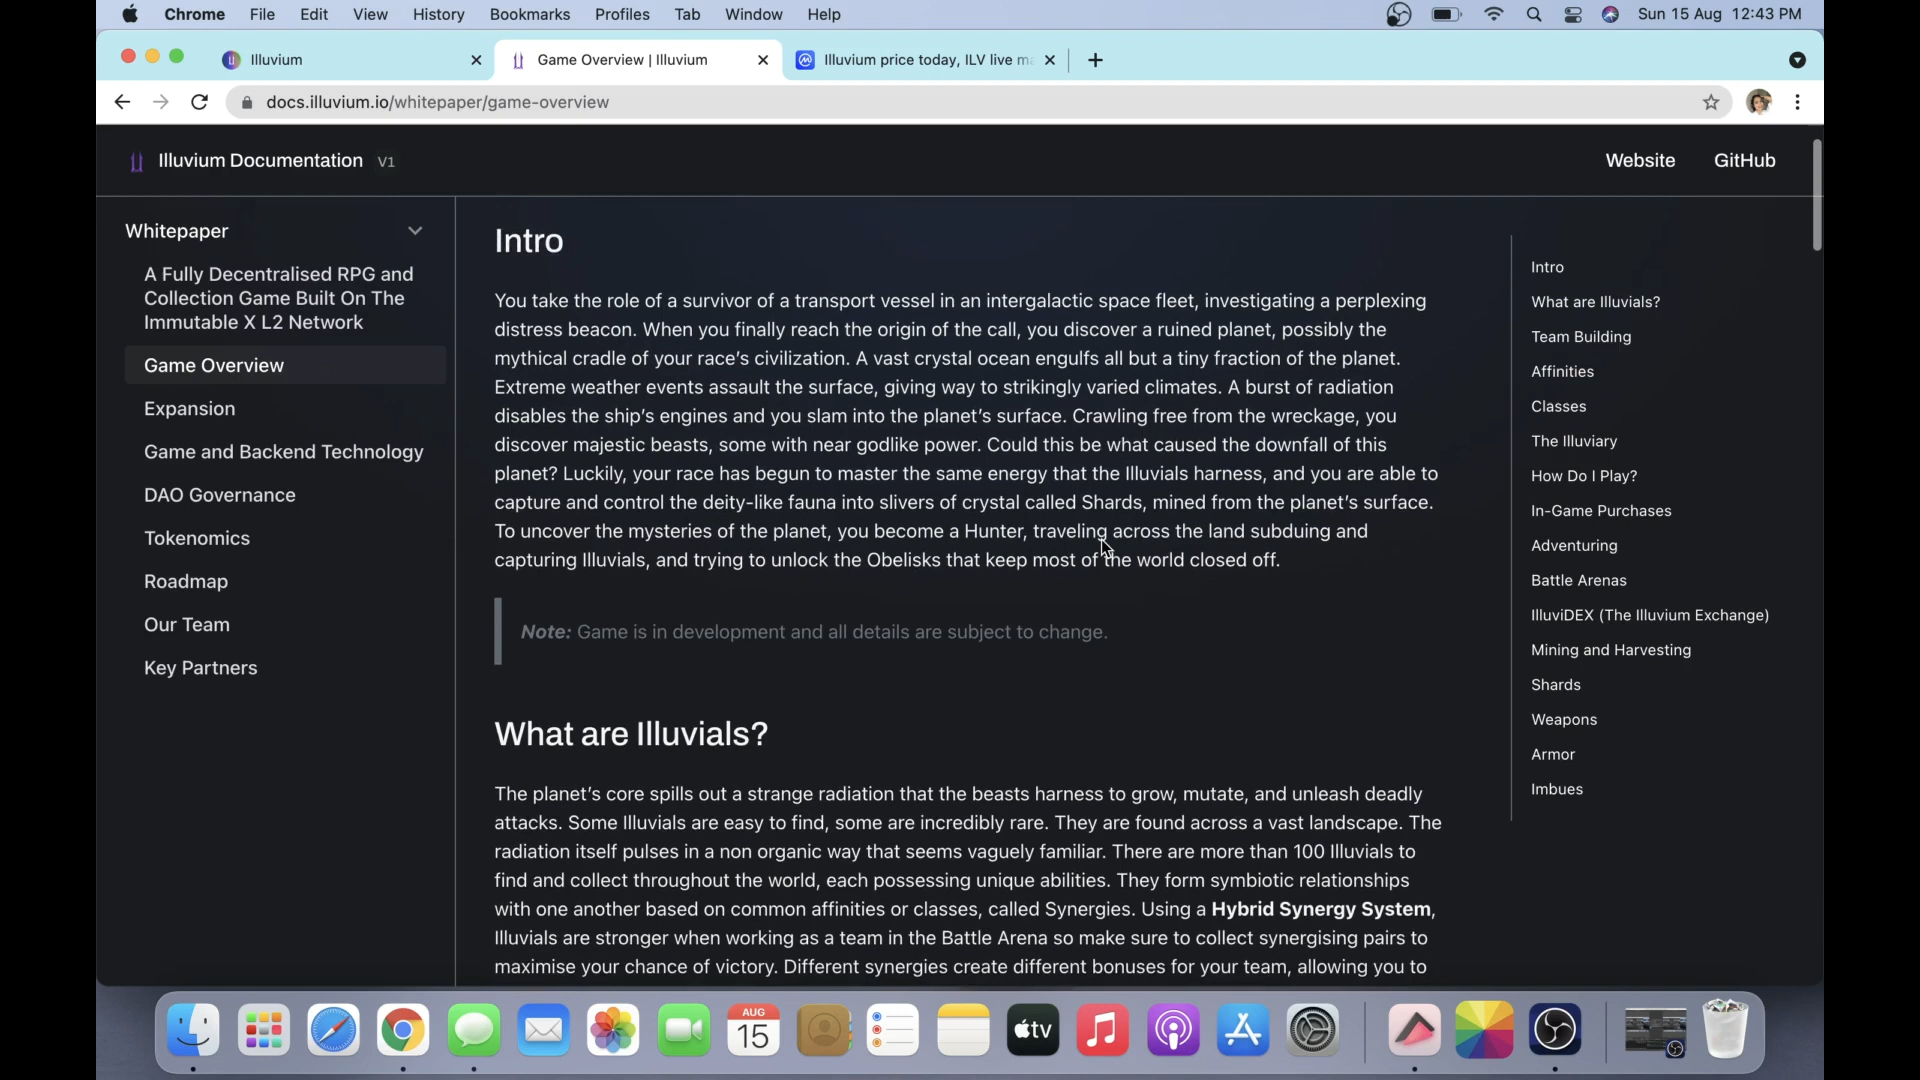 Chrome File Edit View History Bookmarks Profiles Tab Window Help Sun 15 Aug 12:43 PM
Illuvium Game Overview | Illuvium Illuvium price today, ILV live ma
docs.illuvium.io/whitepaper/game-overview
Illuvium Documentation V1 Website GitHub
Whitepaper
A Fully Decentralised RPG and
Collection Game Built On The
Immutable X L2 Network
Game Overview
Expansion
Game and Backend Technology
DAO Governance
Tokenomics
Roadmap
Our Team
Key Partners
Intro
You take the role of a survivor of a transport vessel in an intergalactic space fleet, investigating a perplexing
distress beacon. When you finally reach the origin of the call, you discover a ruined planet, possibly the
mythical cradle of your race's civilization. A vast crystal ocean engulfs all but a tiny fraction of the planet.
Extreme weather events assault the surface, giving way to strikingly varied climates. A burst of radiation
disables the ship's engines and you slam into the planet's surface. Crawling free from the wreckage, you
discover majestic beasts, some with near godlike power. Could this be what caused the downfall of this
planet? Luckily, your race has begun to master the same energy that the Illuvials harness, and you are able to
capture and control the deity-like fauna into slivers of crystal called Shards, mined from the planet's surface.
To uncover the mysteries of the planet, you become a Hunter, traveling across the land subduing and
capturing Illuvials, and trying to unlock the Obelisks that keep most of the world closed off.
Note: Game is in development and all details are subject to change.
What are Illuvials?
The planet's core spills out a strange radiation that the beasts harness to grow, mutate, and unleash deadly
attacks. Some Illuvials are easy to find, some are incredibly rare. They are found across a vast landscape. The
radiation itself pulses in a non organic way that seems vaguely familiar. There are more than 100 Illuvials to
find and collect throughout the world, each possessing unique abilities. They form symbiotic relationships
with one another based on common affinities or classes, called Synergies. Using a Hybrid Synergy System,
Illuvials are stronger when working as a team in the Battle Arena so make sure to collect synergising pairs to
maximise your chance of victory. Different synergies create different bonuses for your team, allowing you to
Intro
What are Illuvials?
Team Building
Affinities
Classes
The Illuviary
How Do I Play?
In-Game Purchases
Adventuring
Battle Arenas
IlluviDEX (The Illuvium Exchange)
Mining and Harvesting
Shards
Weapons
Armor
Imbues
AUG
15
tv